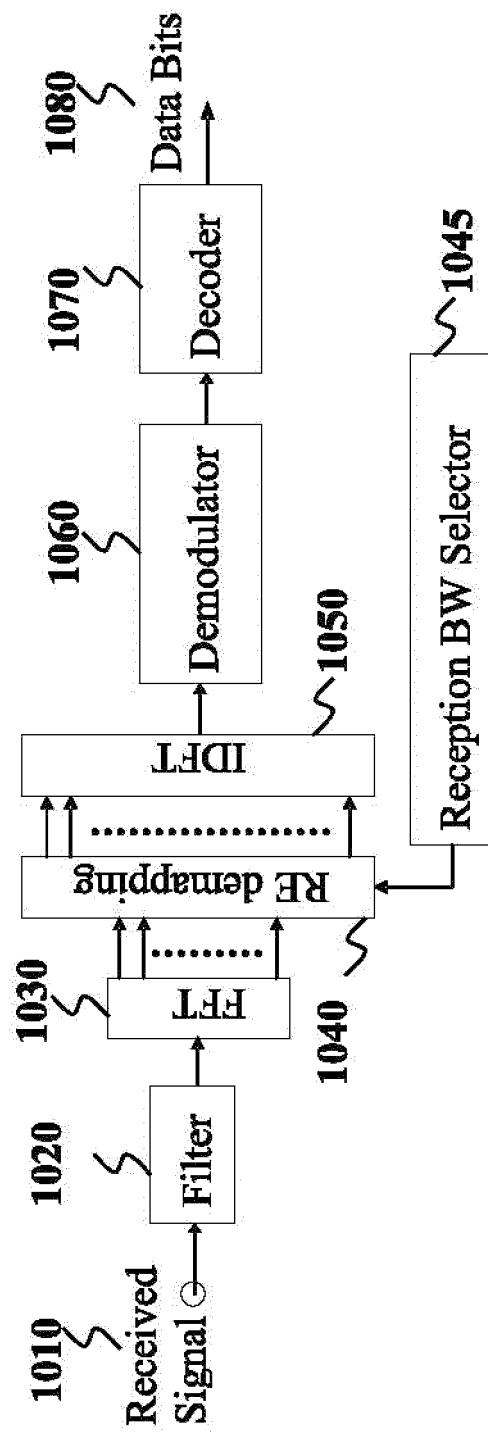 1010
Received
Signal
1020
Filter
1030
FFT
1040
RE demapping
1050
IDFT
1060
Demodulator
1070
Decoder
1080
Data Bits
Reception BW Selector
1045